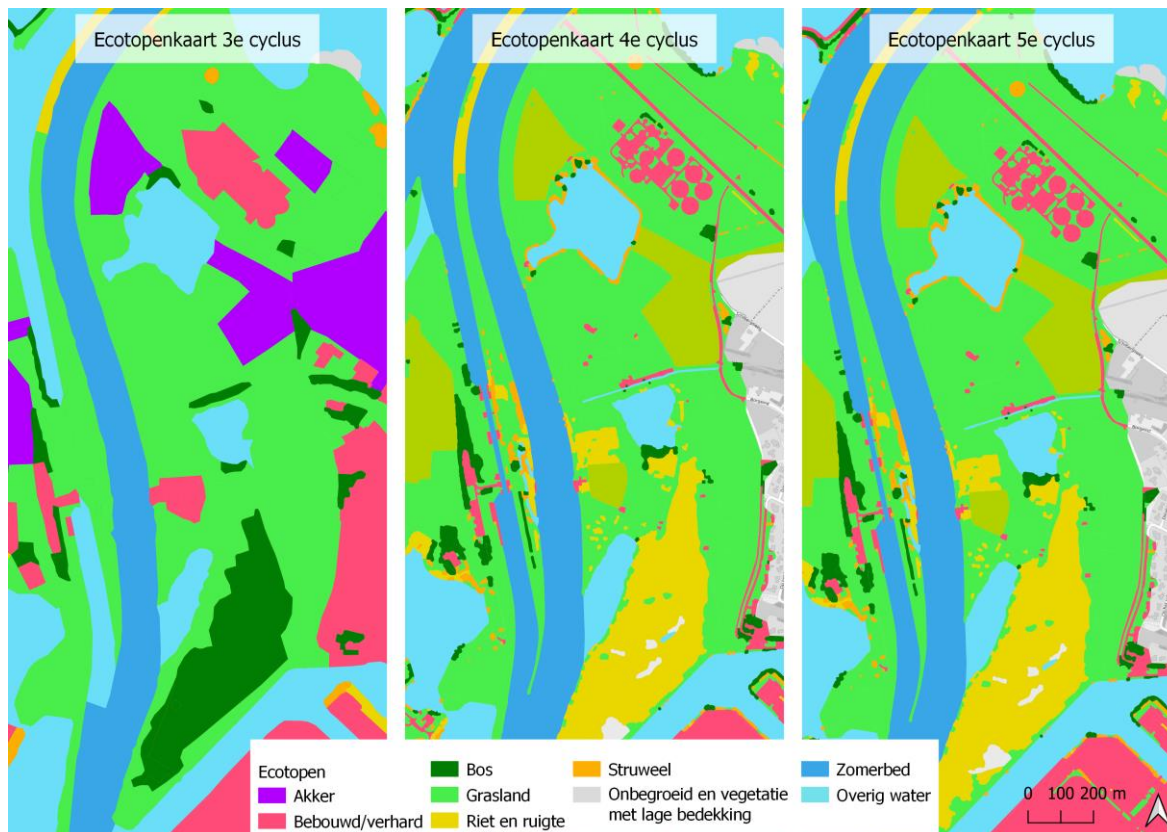 Ecotopenkaart 3e cyclus
Ecotopenkaart 4e cyclus
Ecotopenkaart 5e cyclus
Ecotopen
Akker
Bebouwd/verhard
Bos
Grasland
Riet en ruigte
Struweel
Onbegroeid en vegetatie
met lage bedekking
Zomerbed
Overig water
0 100 200 m